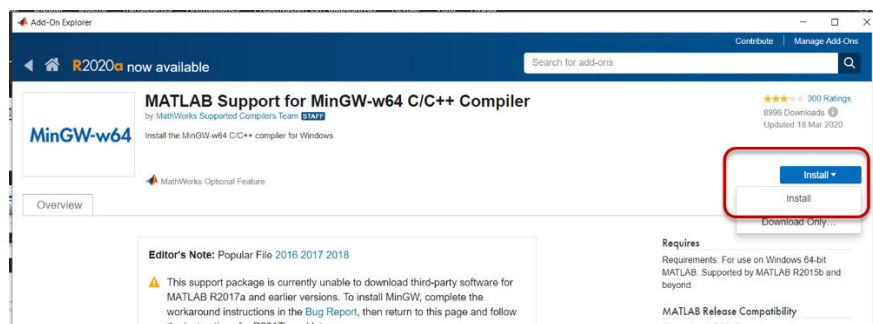 Add-On Explorer
Contribute Manage Add-Ons
R2020a now available
Search for add-ons
MATLAB Support for MinGW-w64 C/C++ Compiler
by MathWorks Supported Compilers Team STAFF
300 Ratings
8996 Downloads
Updated 18 Mar 2020
MinGW-w64
Install the MinGW-w64 C/C++ compiler for Windows
MathWorks Optional Feature
Install
Install
Download Only...
Overview
Editor's Note: Popular File 2016 2017 2018
This support package is currently unable to download third-party software for
MATLAB R2017a and earlier versions. To install MinGW, complete the
workaround instructions in the Bug Report, then return to this page and follow
Requires
Requirements: For use on Windows 64-bit
MATLAB. Supported by MATLAB R2015b and
beyond.
MATLAB Release Compatibility